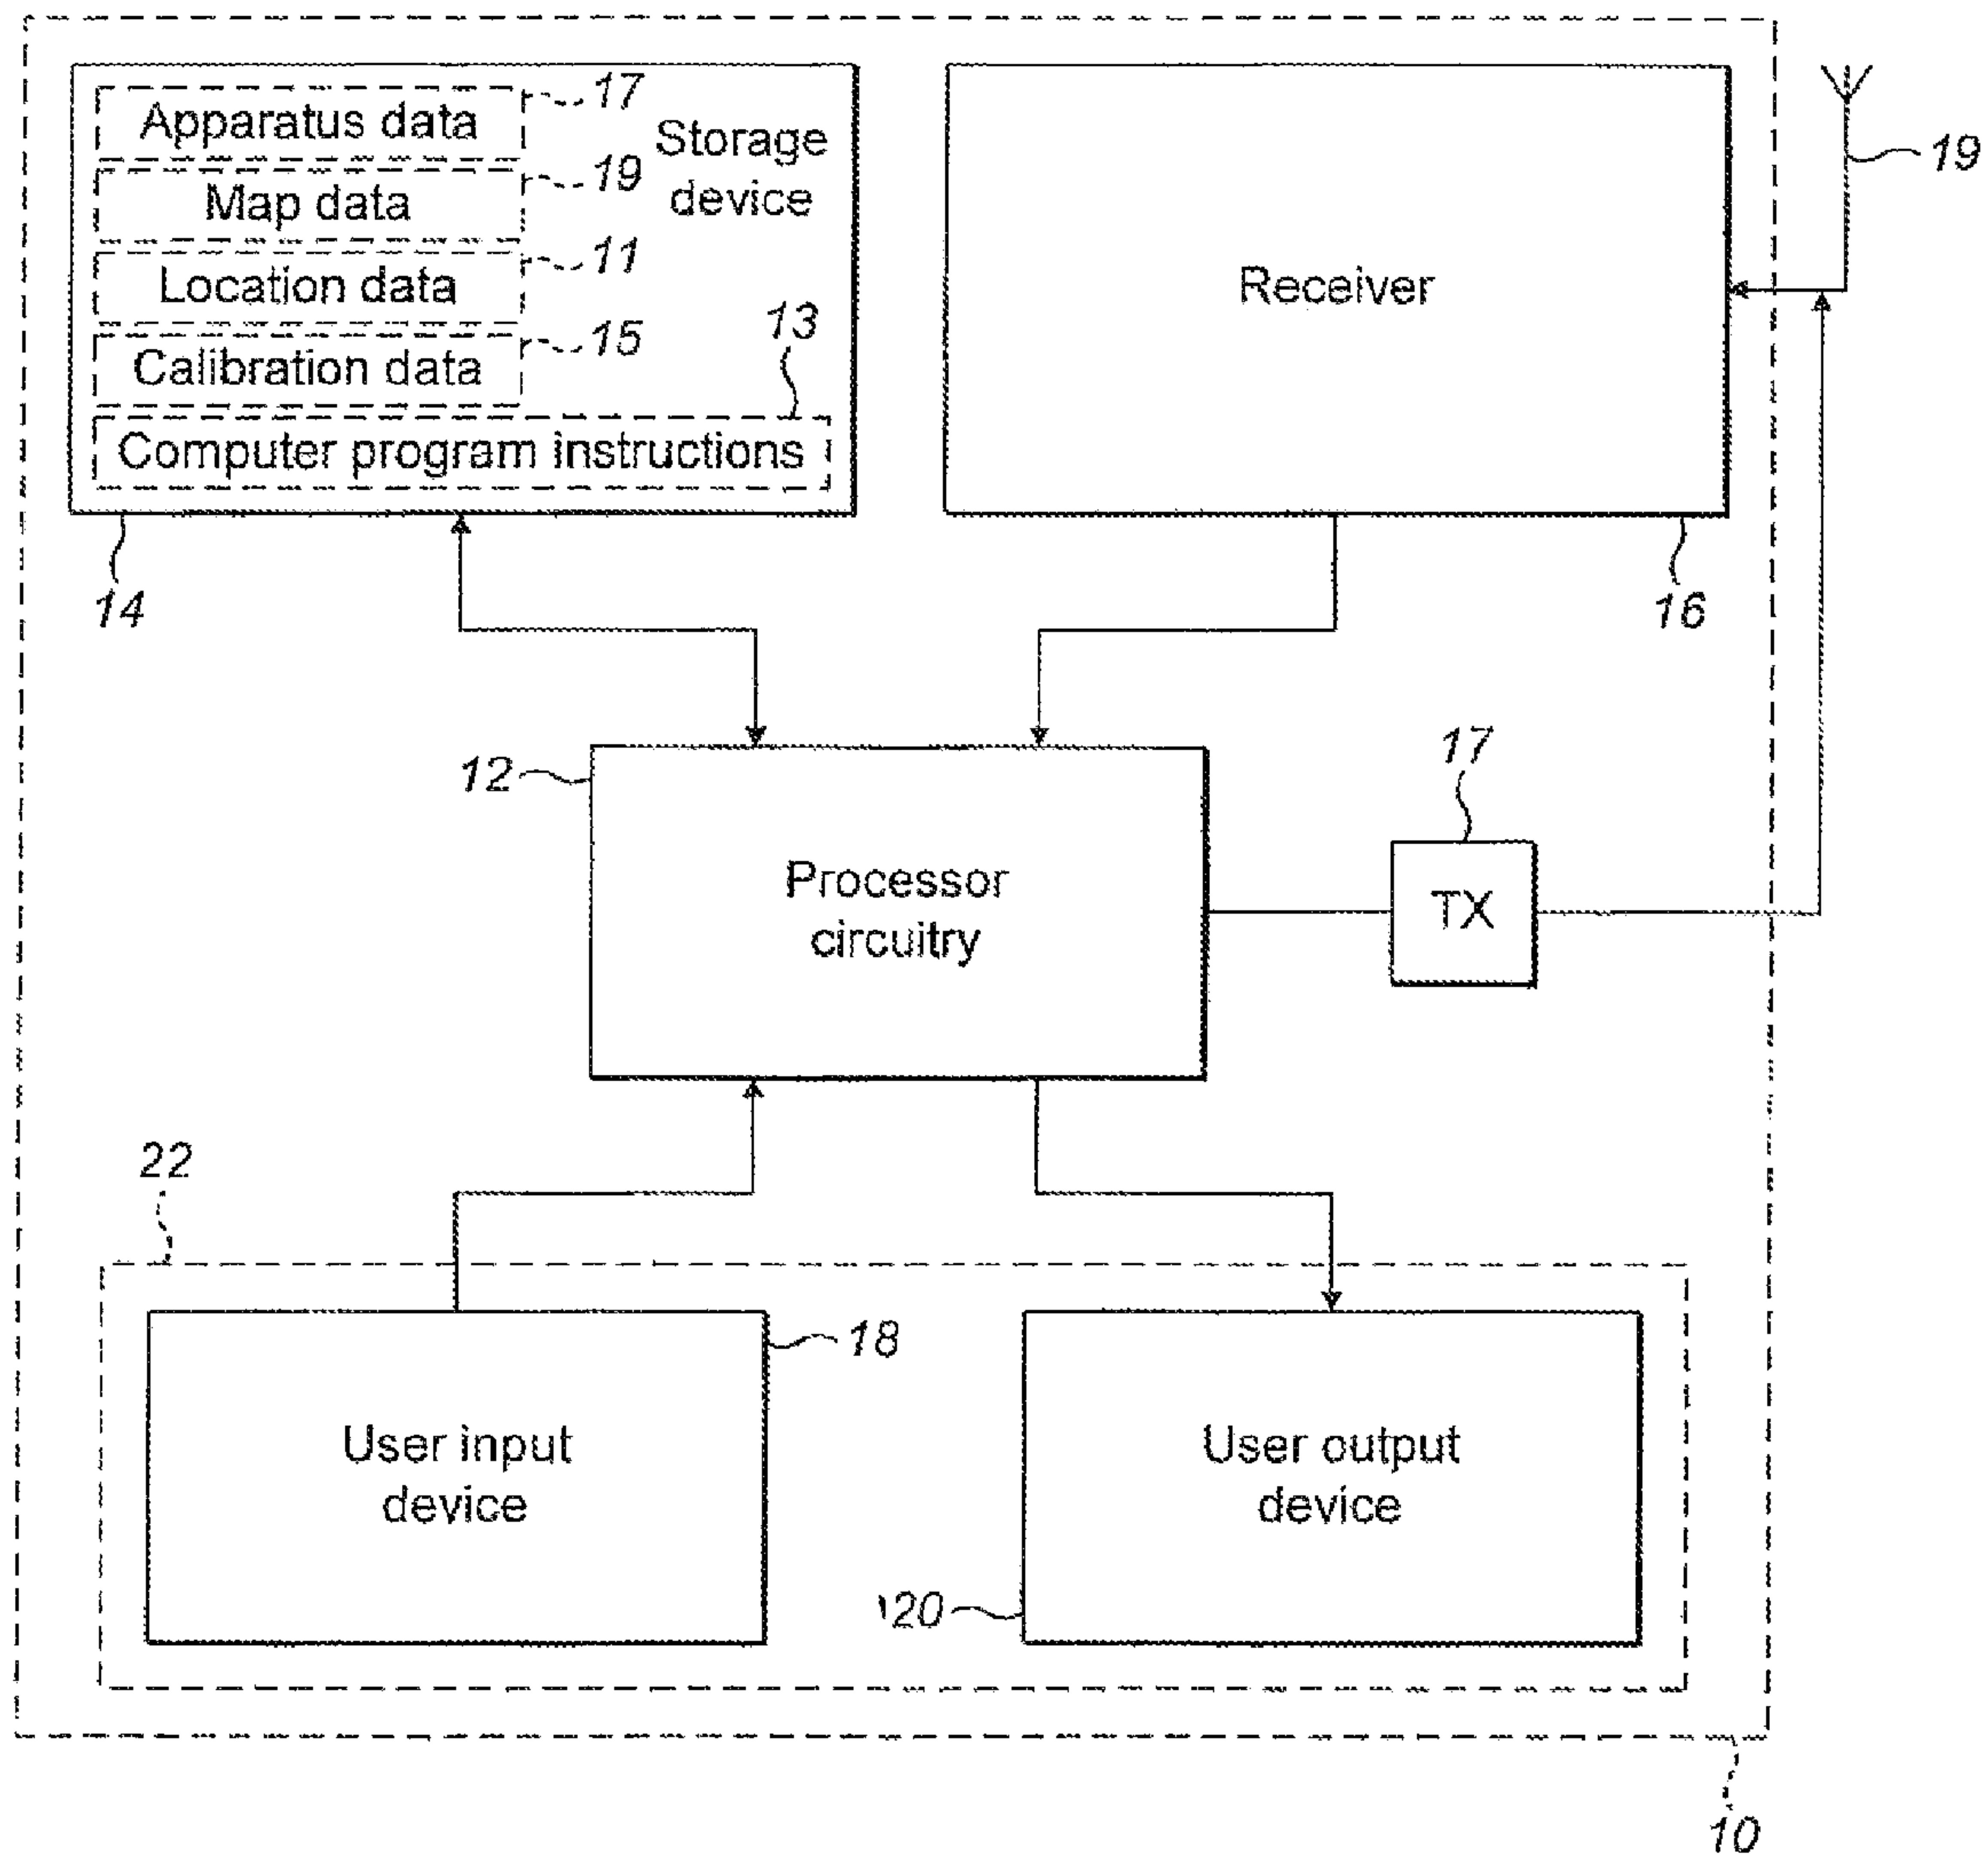 Apparatus data
17
Map data
19
Location data
11
Calibration data
15
Computer program instructions
13
Storage
device
14
Receiver
16
19
12
Processor
circuitry
17
TX
22
User input
device
18
User output
device
20
10